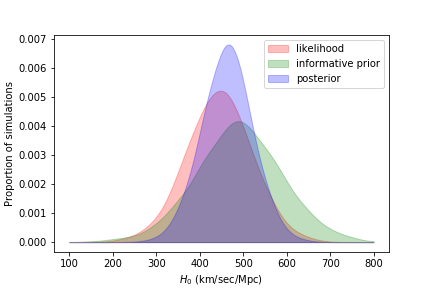 0.007
0.006
0.005
0.004
0.003
0.002
0.001
0.000
Proportion of simulations
likelihood
informative prior
posterior
100 200 300 400 500 600 700 800
H₀ (km/sec/Mpc)